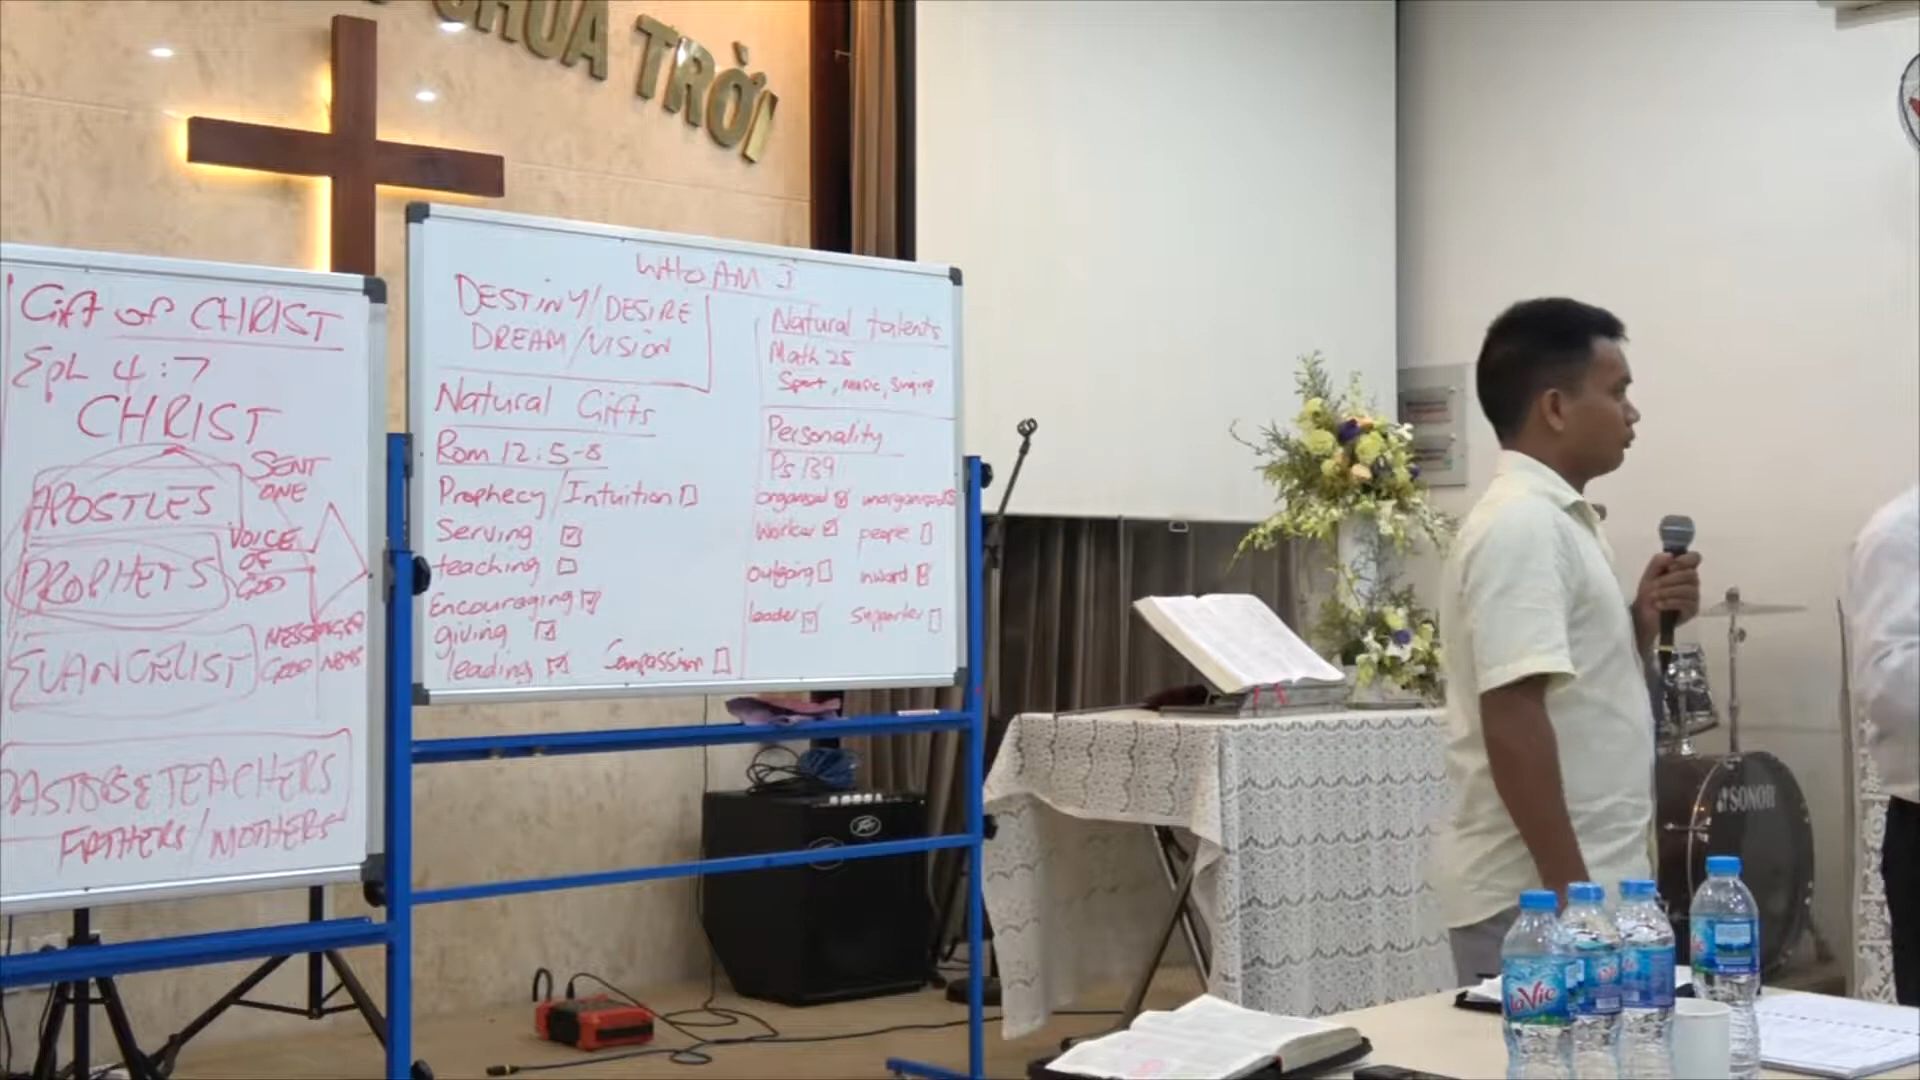 CHÚA TRỜI
Gift of CHRIST
Eph 4:7
CHRIST
APOSTLES
SENT
ONE
PROPHETS
VOICE
OF
GOD
EVANGELIST
MESSENGER
GOOD NEWS
PASTORS & TEACHERS
FATHERS/MOTHERS
WHO AM I
DESTINY/DESIRE
DREAM/VISION
Natural Gifts
Rom 12:5-8
Prophecy/Intuition ☐
Serving ☑
teaching ☐
Encouraging ☑
giving ☑
leading ☑ Compassion ☐
Natural talents
Math 25
Sport, music, singing
Personality
Ps 139
organised ☑ unorganised ☐
worker ☑ people ☐
outgoing ☐ inward ☑
leader ☑ supporter ☐
SONOR
LaVie